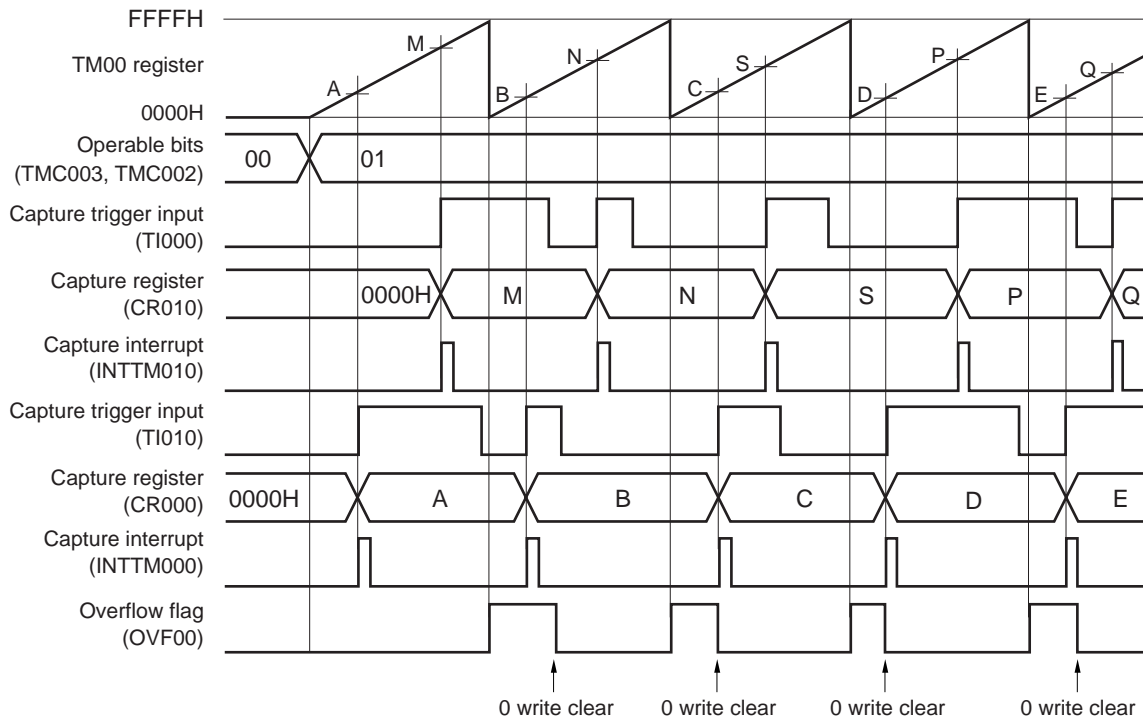 FFFFH
TM00 register
0000H
A M B N C S D P E Q
Operable bits
(TMC003, TMC002)
00 01
Capture trigger input
(TI000)
Capture register
(CR010)
0000H M N S P Q
Capture interrupt
(INTTM010)
Capture trigger input
(TI010)
Capture register
(CR000)
0000H A B C D E
Capture interrupt
(INTTM000)
Overflow flag
(OVF00)
0 write clear 0 write clear 0 write clear 0 write clear